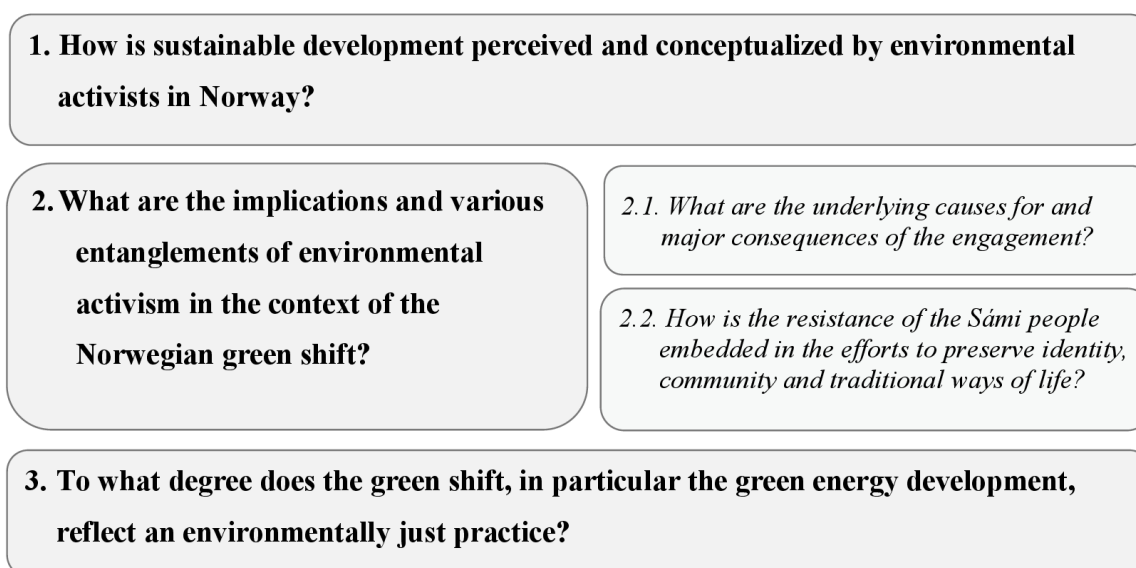 1. How is sustainable development perceived and conceptualized by environmental
activists in Norway?
2. What are the implications and various
entanglements of environmental
activism in the context of the
Norwegian green shift?
2.1. What are the underlying causes for and
major consequences of the engagement?
2.2. How is the resistance of the Sámi people
embedded in the efforts to preserve identity,
community and traditional ways of life?
3. To what degree does the green shift, in particular the green energy development,
reflect an environmentally just practice?